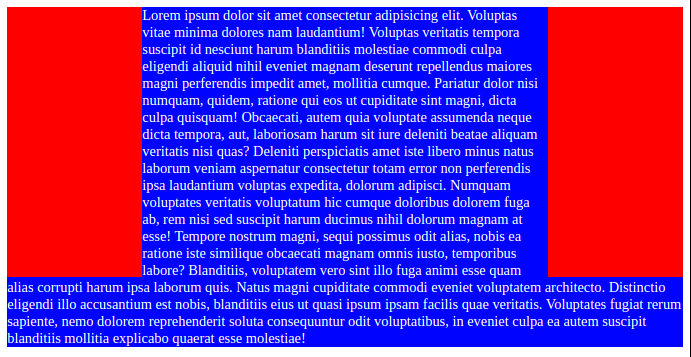 Lorem ipsum dolor sit amet consectetur adipisicing elit. Voluptas
vitae minima dolores nam laudantium! Voluptas veritatis tempora
suscipit id nesciunt harum blanditiis molestiae commodi culpa
eligendi aliquid nihil eveniet magnam deserunt repellendus maiores
magni perferendis impedit amet, mollitia cumque. Pariatur dolor nisi
numquam, quidem, ratione qui eos ut cupiditate sint magni, dicta
culpa quisquam! Obcaecati, autem quia voluptate assumenda neque
dicta tempora, aut, laboriosam harum sit iure deleniti beatae aliquam
veritatis nisi quas? Deleniti perspiciatis amet iste libero minus natus
laborum veniam aspernatur consectetur totam error non perferendis
ipsa laudantium voluptas expedita, dolorum adipisci. Numquam
voluptates veritatis voluptatum hic cumque doloribus dolorem fuga
ab, rem nisi sed suscipit harum ducimus nihil dolorum magnam at
esse! Tempore nostrum magni, sequi possimus odit alias, nobis ea
ratione iste similique obcaecati magnam omnis iusto, temporibus
labore? Blanditiis, voluptatem vero sint illo fuga animi esse quam
alias corrupti harum ipsa laborum quis. Natus magni cupiditate commodi eveniet voluptatem architecto. Distinctio
eligendi illo accusantium est nobis, blanditiis eius ut quasi ipsum ipsam facilis quae veritatis. Voluptates fugiat rerum
sapiente, nemo dolorem reprehenderit soluta consequuntur odit voluptatibus, in eveniet culpa ea autem suscipit
blanditiis mollitia explicabo quaerat esse molestiae!